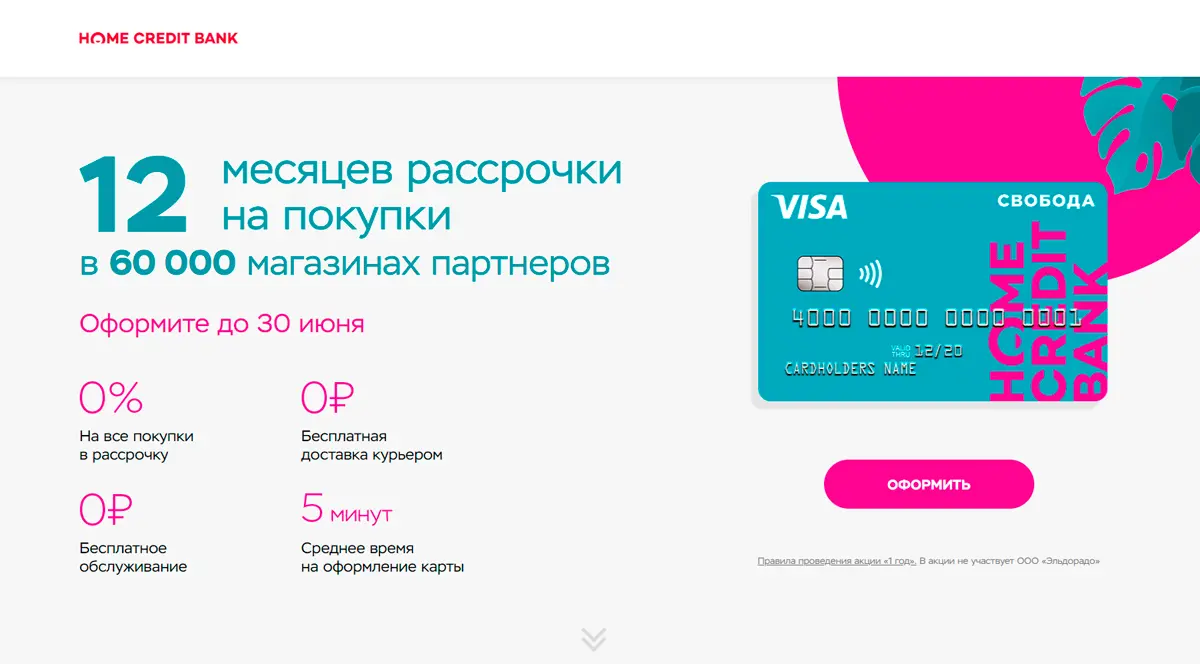 HOME CREDIT BANK
12 месяцев рассрочки
на покупки
в 60 000 магазинах партнеров
Оформите до 30 июня
0%
На все покупки
в рассрочку
0₽
Бесплатная
доставка курьером
0₽
Бесплатное
обслуживание
5 минут
Среднее время
на оформление карты
VISA
СВОБОДА
4000 0000 0000 0001
VALID
THRU 12/20
CARDHOLDERS NAME
HOME
CREDIT
BANK
ОФОРМИТЬ
Правила проведения акции «1 год». В акции не участвует ООО «Эльдорадо»